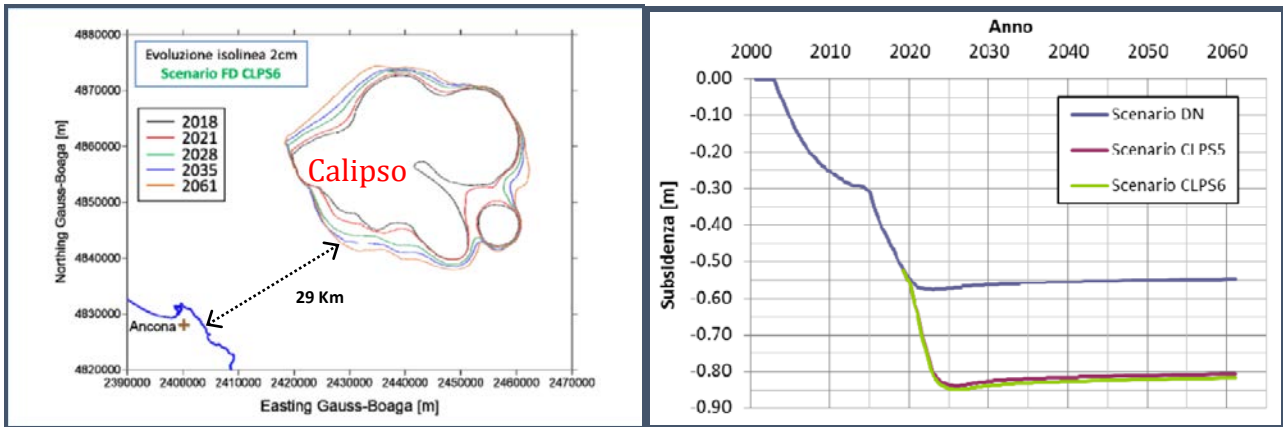 4880000
4870000
4860000
4850000
4840000
4830000
4820000
Northing Gauss-Boaga [m]
Evoluzione isolinea 2cm
Scenario FD CLPS6
2018
2021
2028
2035
2061
Calipso
29 Km
Ancona
2390000 2400000 2410000 2420000 2430000 2440000 2450000 2460000 2470000
Easting Gauss-Boaga [m]
Anno
2000 2010 2020 2030 2040 2050 2060
0.00
-0.10
-0.20
-0.30
-0.40
-0.50
-0.60
-0.70
-0.80
-0.90
Subsidenza [m]
Scenario DN
Scenario CLPS5
Scenario CLPS6